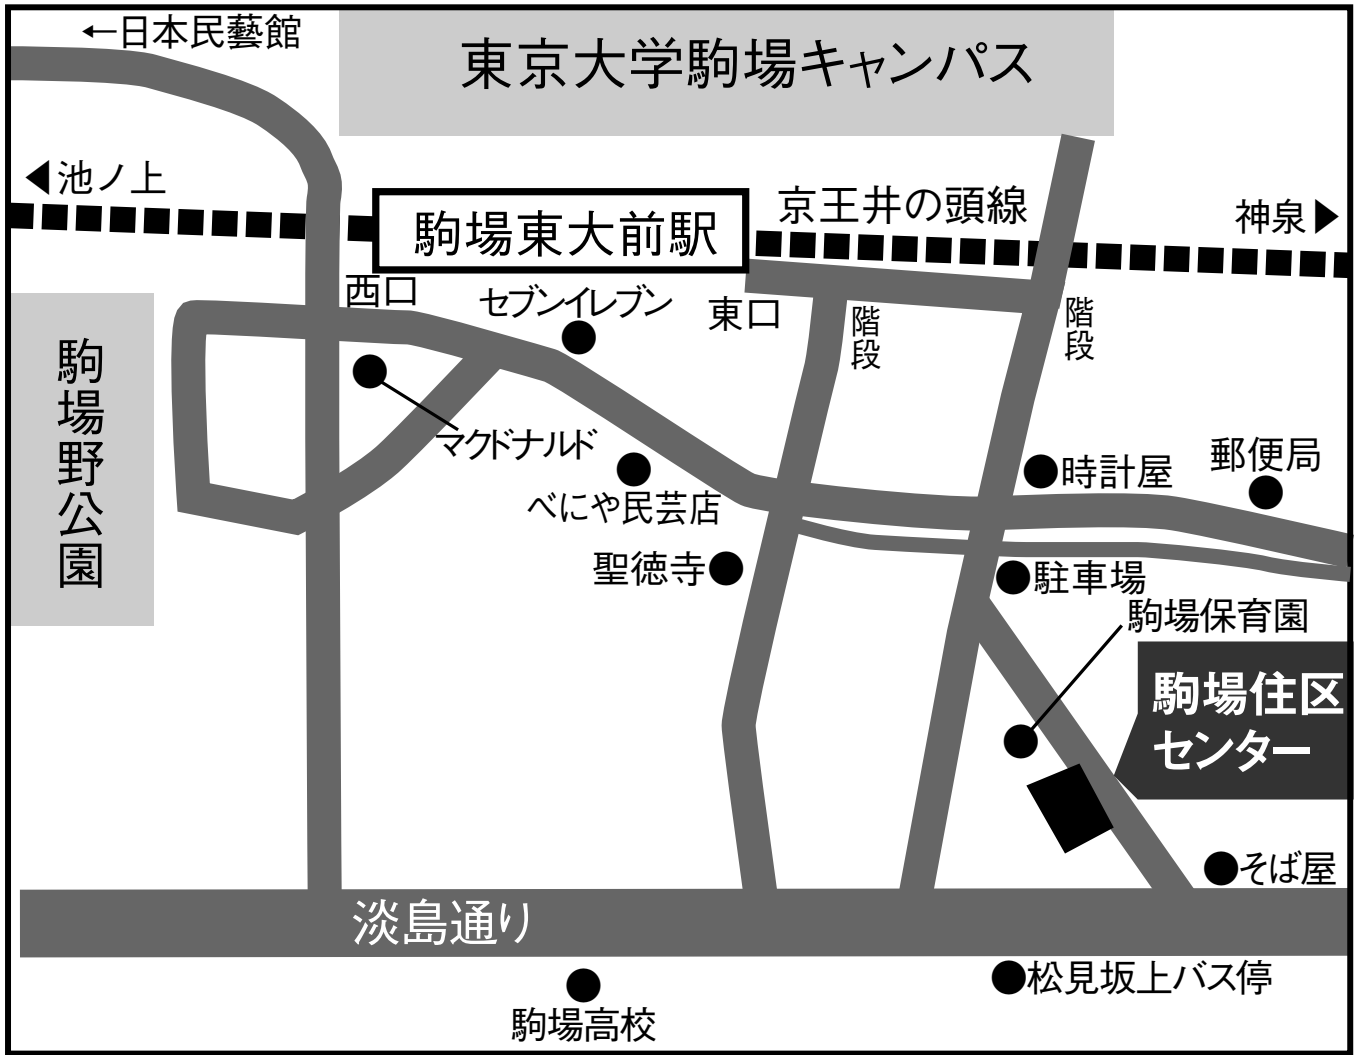 ←日本民藝館
東京大学駒場キャンパス
池ノ上
駒場東大前駅
京王井の頭線
神泉
西口
セブンイレブン
東口
階段
階段
駒場野公園
マクドナルド
べにや民芸店
時計屋
郵便局
聖徳寺
駐車場
駒場保育園
駒場住区
センター
そば屋
淡島通り
松見坂上バス停
駒場高校